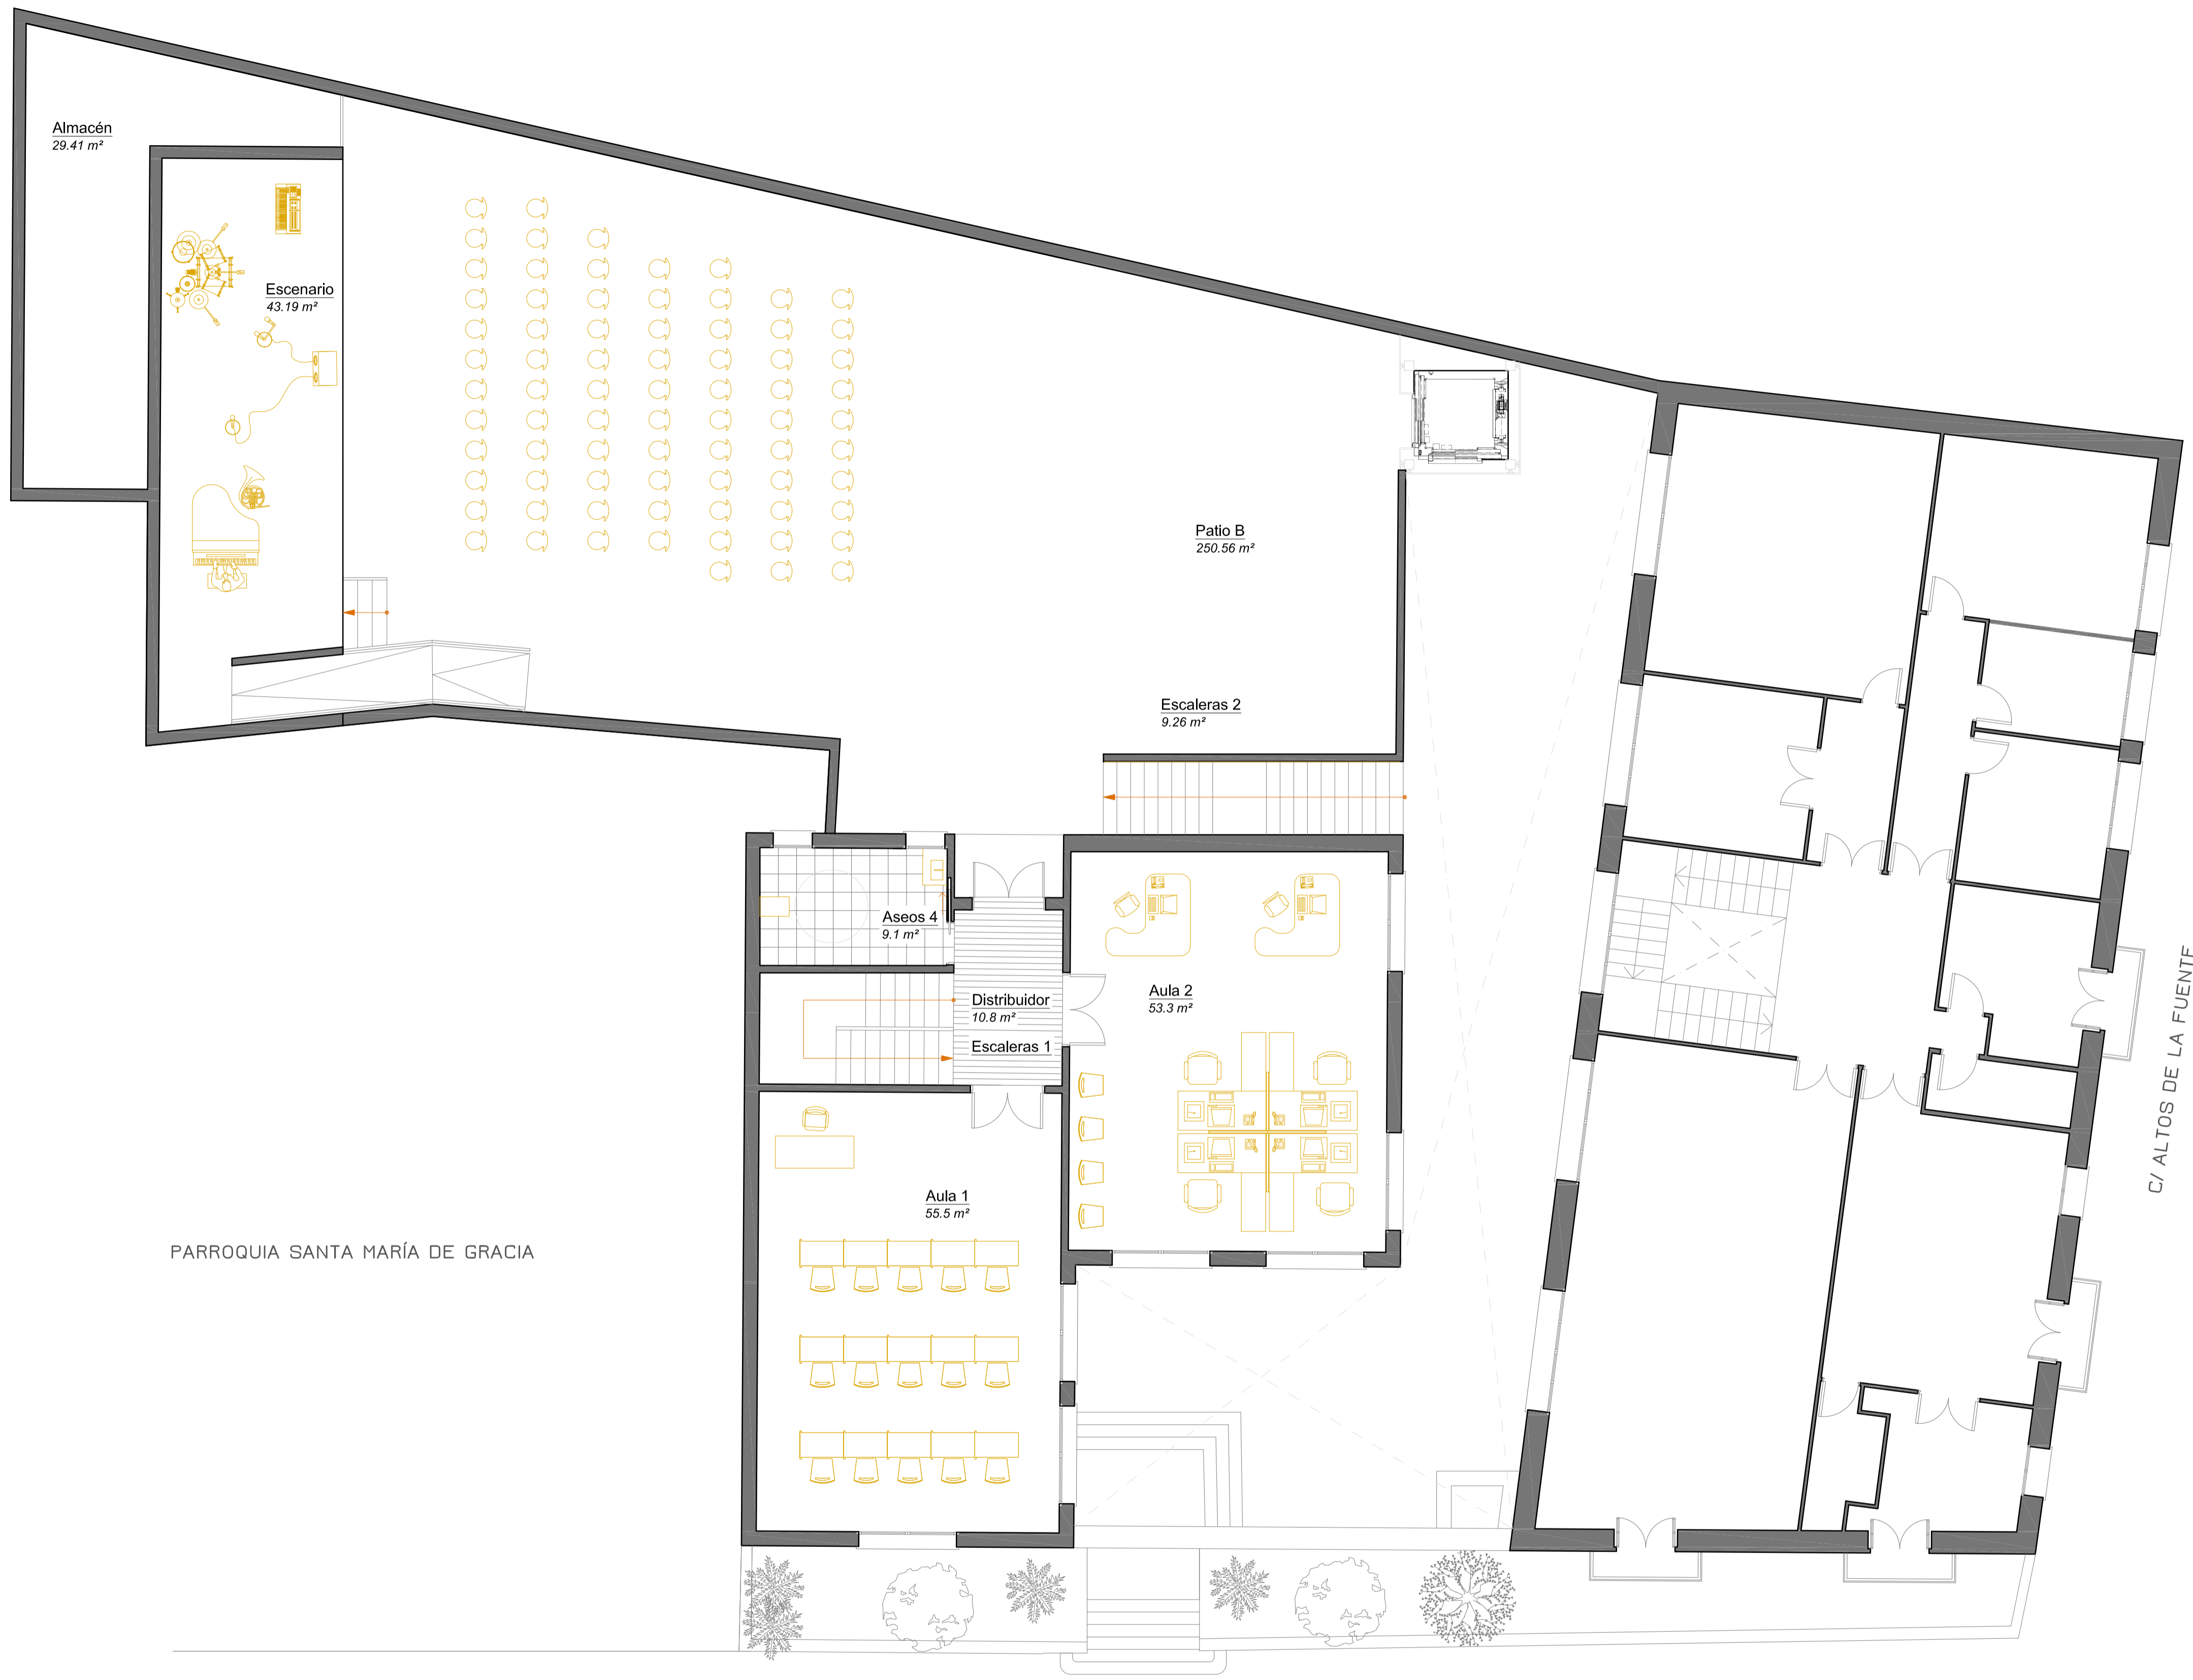 Almacén
29.41 m²
Escenario
43.19 m²
Patio B
250.56 m²
Escaleras 2
9.26 m²
Aseos 4
9.1 m²
Distribuidor
10.8 m²
Escaleras 1
Aula 2
53.3 m²
Aula 1
55.5 m²
PARROQUIA SANTA MARÍA DE GRACIA
C/ ALTOS DE LA FUENTE